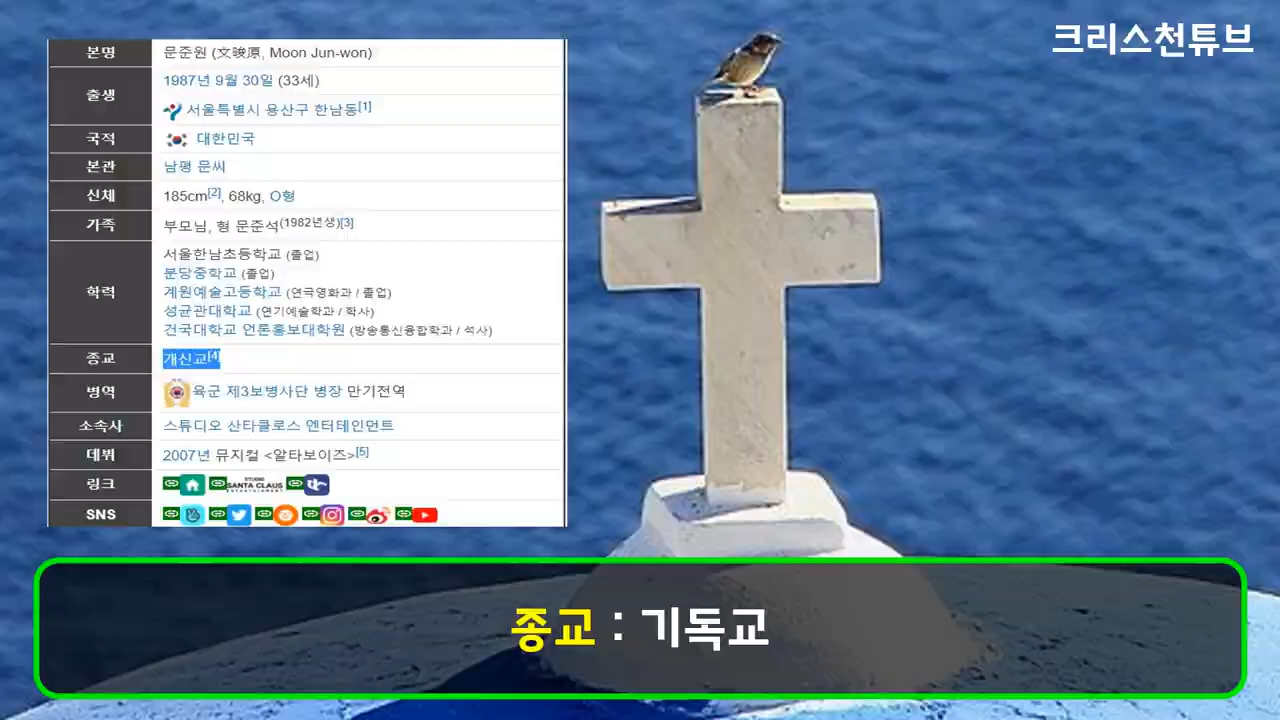 크리스천튜브
본명 문준원 (文晙原, Moon Jun-won)
출생 1987년 9월 30일 (33세)
서울특별시 용산구 한남동[1]
국적 대한민국
본관 남평 문씨
신체 185cm[2], 68kg, O형
가족 부모님, 형 문준석(1982년생)[3]
학력 서울한남초등학교 (졸업)
분당중학교 (졸업)
계원예술고등학교 (연극영화과 / 졸업)
성균관대학교 (연기예술학과 / 학사)
건국대학교 언론홍보대학원 (방송통신융합학과 / 석사)
종교 개신교[4]
병역 육군 제3보병사단 병장 만기전역
소속사 스튜디오 산타클로스 엔터테인먼트
데뷔 2007년 뮤지컬 <알타보이즈>[5]
링크 STUDIO SANTA CLAUS ENTERTAINMENT
SNS
종교 : 기독교